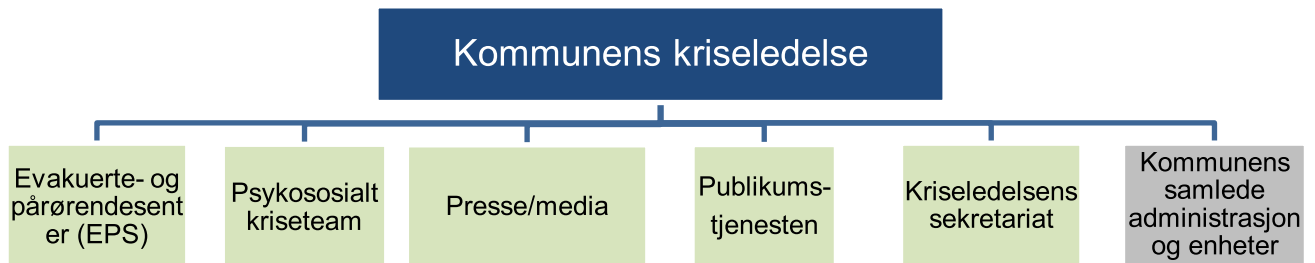 Kommunens kriseledelse
Evakuerte- og
pårørendesent
er (EPS)
Psykososialt
kriseteam
Presse/media
Publikums-
tjenesten
Kriseledelsens
sekretariat
Kommunens
samlede
administrasjon
og enheter